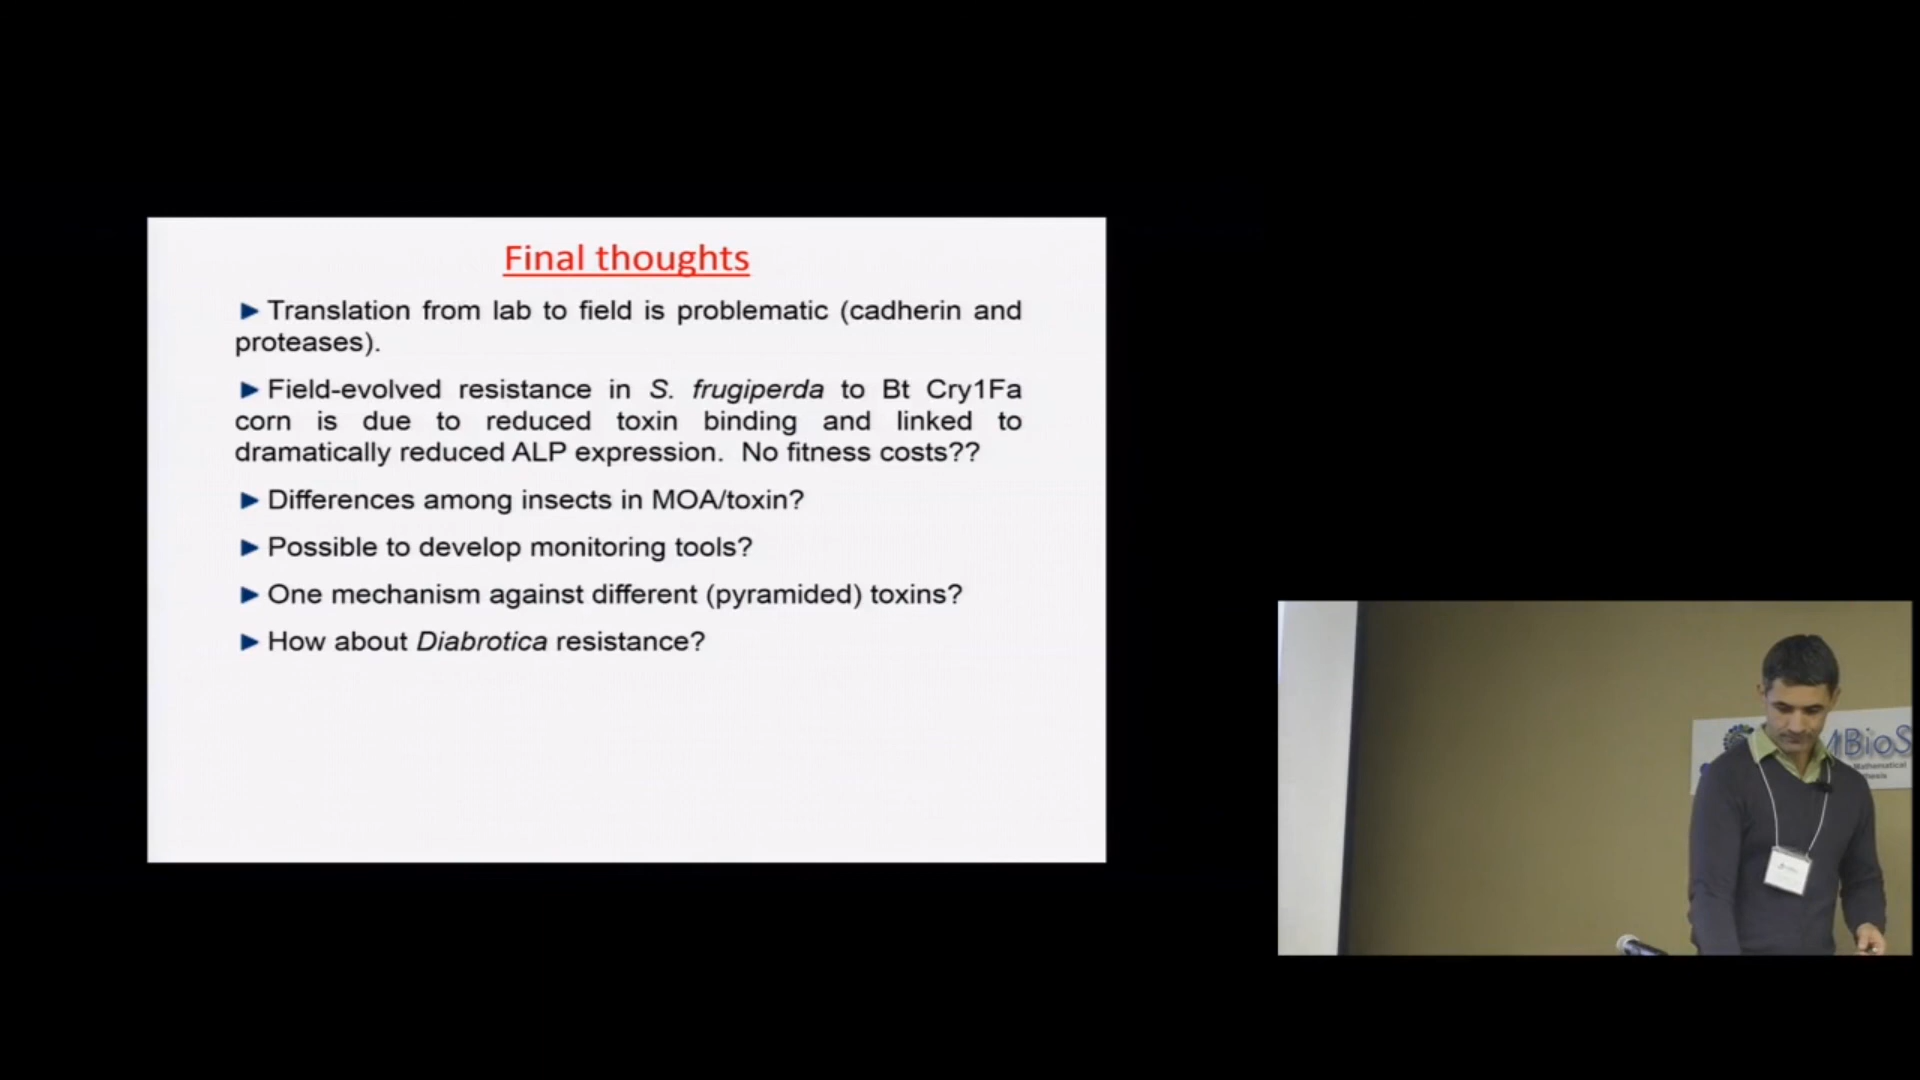 Final thoughts
►Translation from lab to field is problematic (cadherin and
proteases).
►Field-evolved resistance in S. frugiperda to Bt Cry1Fa
corn is due to reduced toxin binding and linked to
dramatically reduced ALP expression. No fitness costs??
►Differences among insects in MOA/toxin?
►Possible to develop monitoring tools?
►One mechanism against different (pyramided) toxins?
►How about Diabrotica resistance?
MBioS
Mathematical
thesis